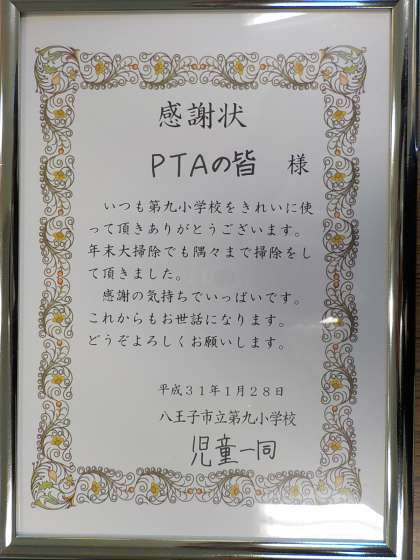 感謝状
PTAの皆 様
いつも第九小学校をきれいに使
って頂きありがとうございます。
年末大掃除でも隅々まで掃除をし
て頂きました。
感謝の気持ちでいっぱいです。
これからもお世話になります。
どうぞよろしくお願いします。
平成31年1月28日
八王子市立第九小学校
児童一同